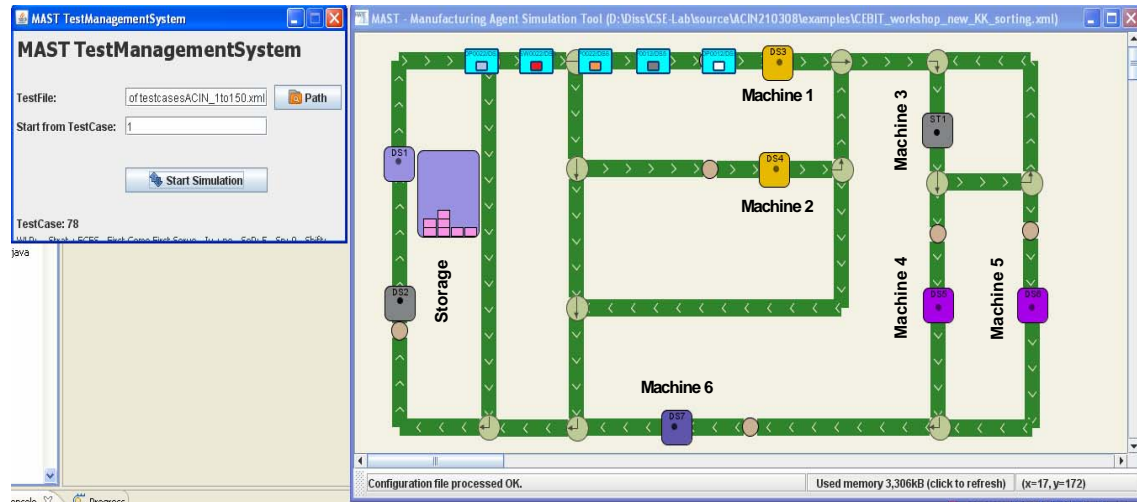 MAST TestManagementSystem
MAST TestManagementSystem
TestFile:
oftestcasesACIN_1to150.xml
Path
Start from TestCase:
1
Start Simulation
TestCase: 78
java
Progress
MAST - Manufacturing Agent Simulation Tool (D:\Diss\CSE-Lab\source\ACIN210308\examples\CEBIT_workshop_new_KK_sorting.xml)
DS3
Machine 1
Machine 3
ST1
DS1
DS4
Machine 2
Storage
DS2
Machine 4
DS5
Machine 5
DS6
Machine 6
DS7
Configuration file processed OK.
Used memory 3,306kB (click to refresh)
(x=17, y=172)